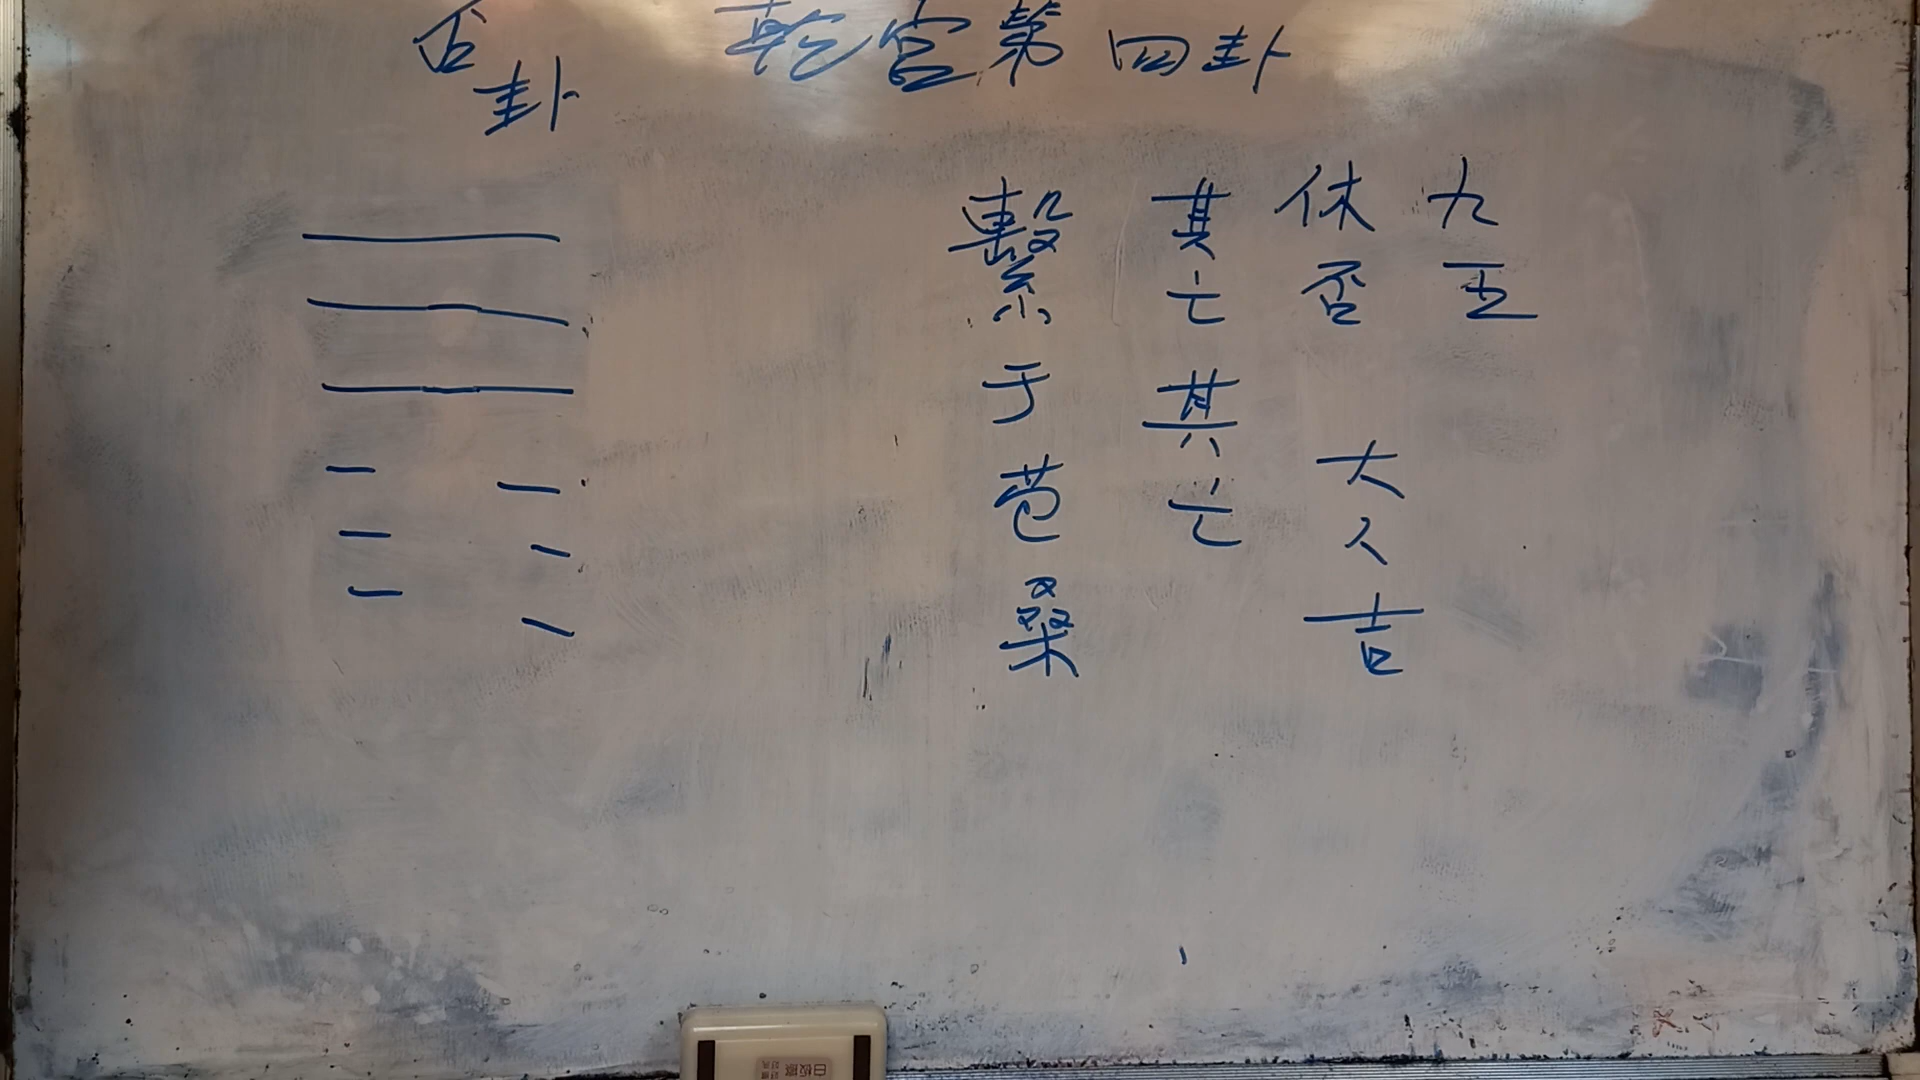 否卦
乾宮第四卦
九五
休否 大人吉
其亡其亡
繫于苞桑